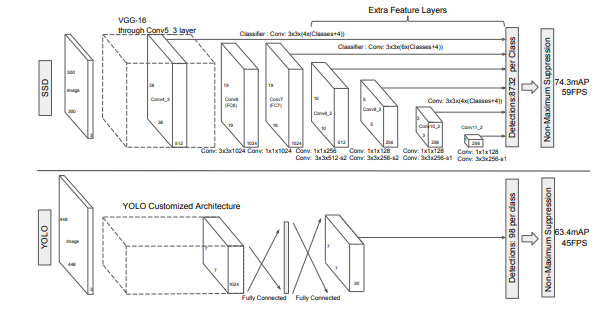 Extra Feature Layers
VGG-16
through Conv5_3 layer
Classifier : Conv: 3x3x(4x(Classes+4))
Classifier : Conv: 3x3x(6x(Classes+4))
SSD
300
Image
300
3
38
Conv4_3
38
512
19
Conv6
(FC6)
19
1024
19
Conv7
(FC7)
19
1024
10
Conv8_2
10
512
5
Conv9_2
5
256
Conv: 3x3x(4x(Classes+4))
3
Conv10_2
3
256
Conv11_2
256
Detections:8732 per Class
Non-Maximum Suppression
74.3mAP
59FPS
Conv: 3x3x1024
Conv: 1x1x1024
Conv: 1x1x256
Conv: 3x3x512-s2
Conv: 1x1x128
Conv: 3x3x256-s2
Conv: 1x1x128
Conv: 3x3x256-s1
Conv: 1x1x128
Conv: 3x3x256-s1
YOLO
YOLO Customized Architecture
448
Image
448
3
7
7
1024
Fully Connected
Fully Connected
7
7
30
Detections: 98 per class
Non-Maximum Suppression
63.4mAP
45FPS